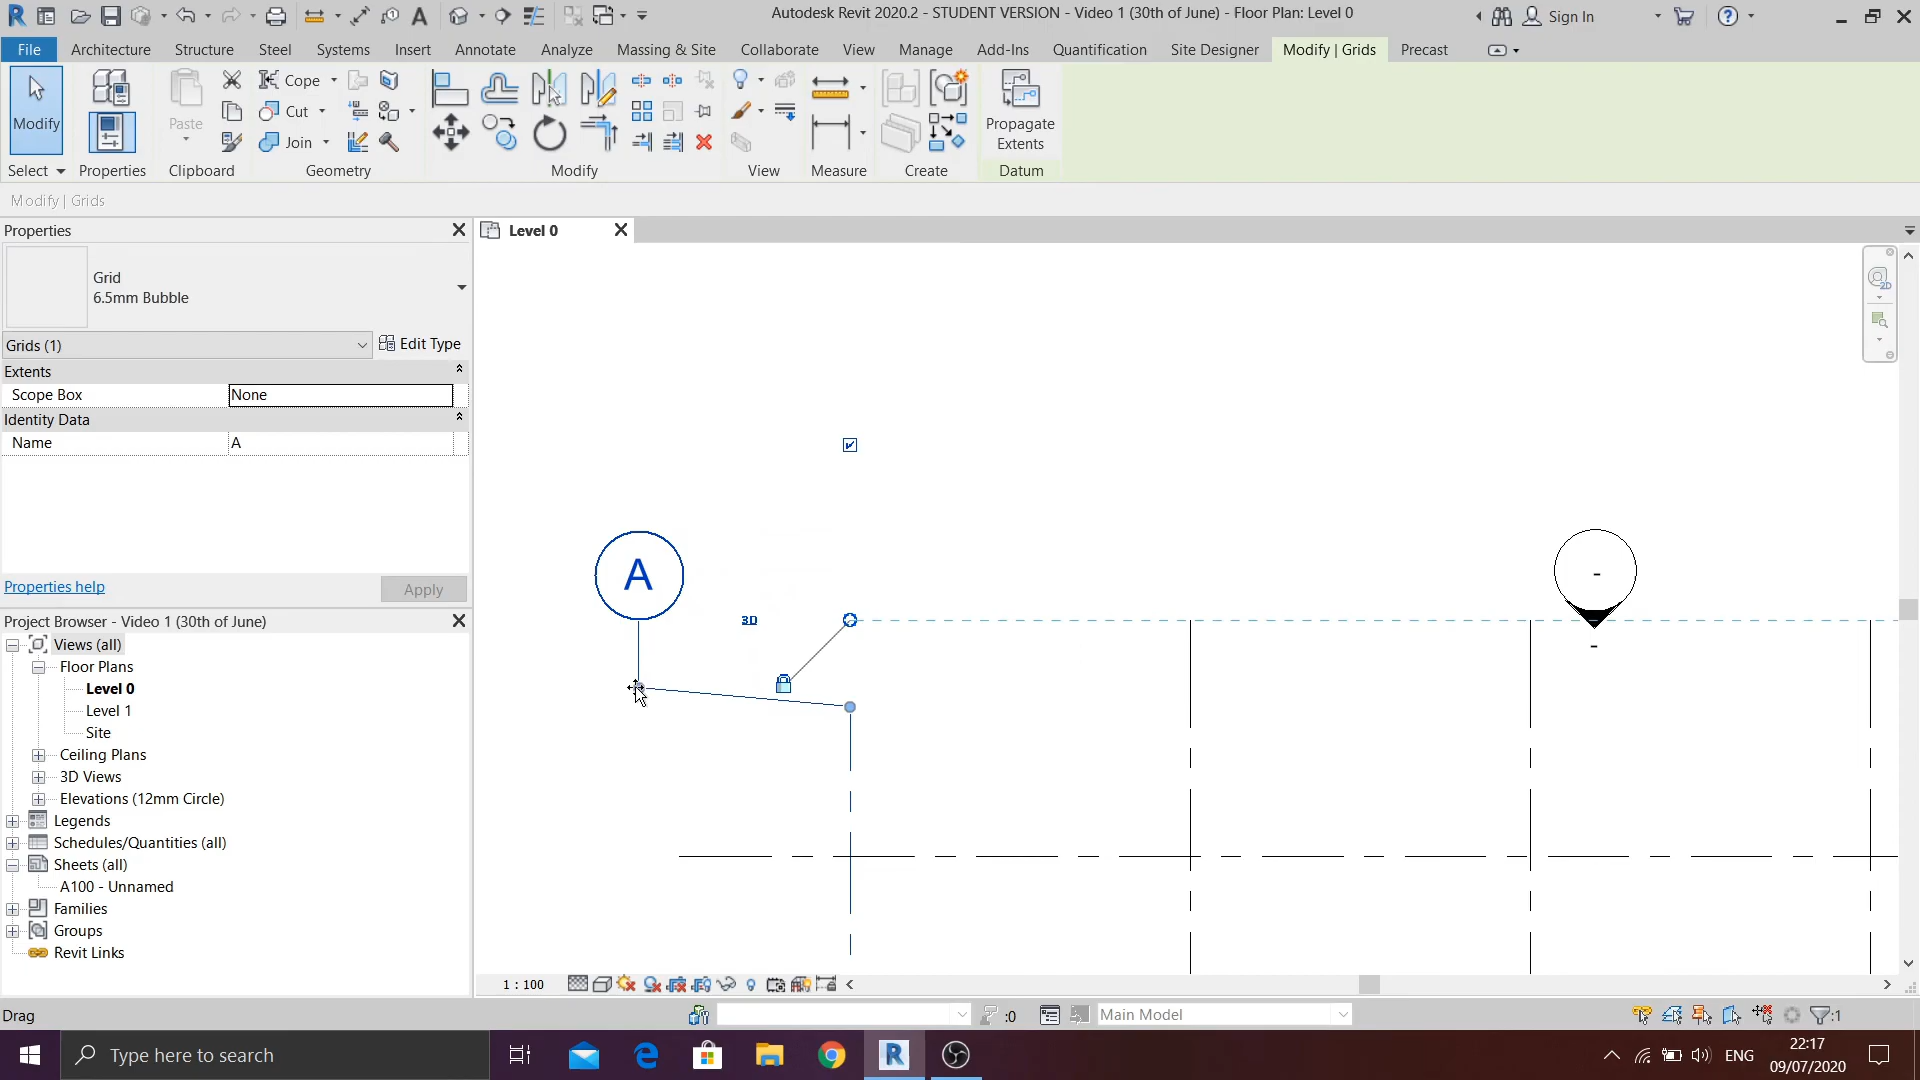 Autodesk Revit 2020.2 - STUDENT VERSION - Video 1 (30th of June) - Floor Plan: Level 0
Sign In
File Architecture Structure Steel Systems Insert Annotate Analyze Massing & Site Collaborate View Manage Add-Ins Quantification Site Designer Modify | Grids Precast
Modify
Paste
Cope
Cut
Join
Propagate
Extents
Select Properties Clipboard Geometry Modify View Measure Create Datum
Modify | Grids
Properties
Grid
6.5mm Bubble
Grids (1)
Edit Type
Extents
Scope Box None
Identity Data
Name A
Properties help
Apply
Project Browser - Video 1 (30th of June)
Views (all)
Floor Plans
Level 0
Level 1
Site
Ceiling Plans
3D Views
Elevations (12mm Circle)
Legends
Schedules/Quantities (all)
Sheets (all)
A100 - Unnamed
Families
Groups
Revit Links
Level 0
2D
A
3D
-
-
1 : 100
Drag
:0
Main Model
:1
Type here to search
ENG
22:17
09/07/2020